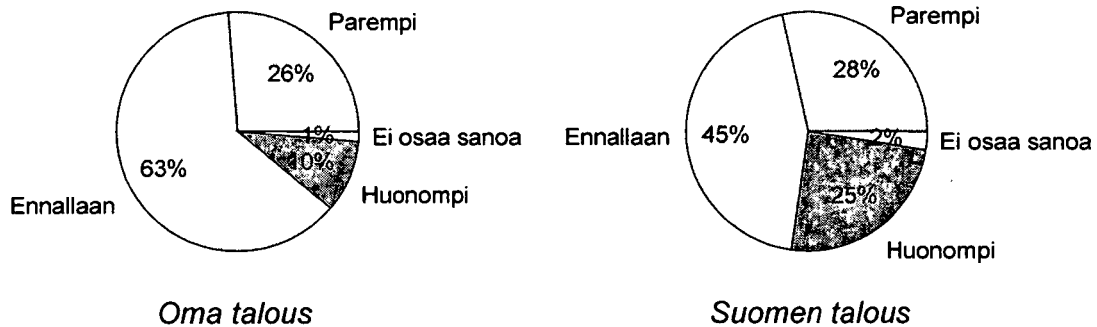 Parempi
26%
1%
Ei osaa sanoa
10%
63%
Huonompi
Ennallaan
Oma talous
Parempi
28%
Ennallaan
45%
2%
Ei osaa sanoa
25%
Huonompi
Suomen talous